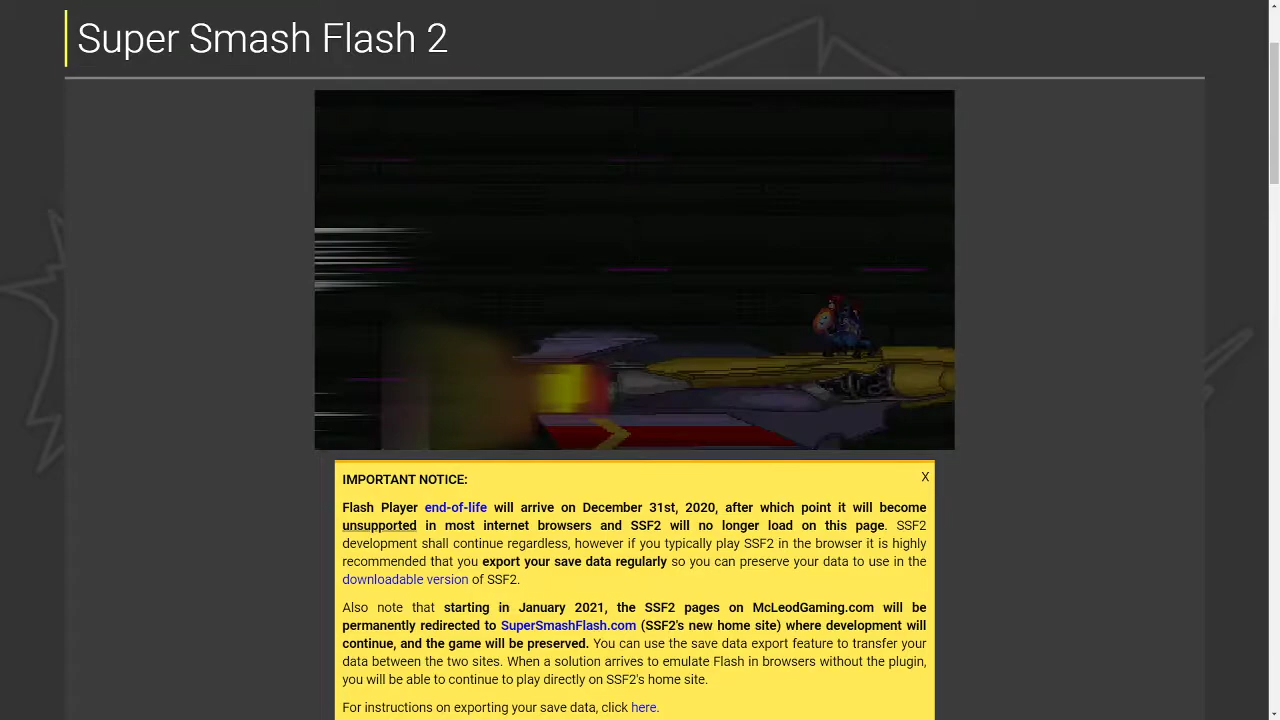 Super Smash Flash 2
IMPORTANT NOTICE:
X
Flash Player end-of-life will arrive on December 31st, 2020, after which point it will become
unsupported in most internet browsers and SSF2 will no longer load on this page. SSF2
development shall continue regardless, however if you typically play SSF2 in the browser it is highly
recommended that you export your save data regularly so you can preserve your data to use in the
downloadable version of SSF2.
Also note that starting in January 2021, the SSF2 pages on McLeodGaming.com will be
permanently redirected to SuperSmashFlash.com (SSF2's new home site) where development will
continue, and the game will be preserved. You can use the save data export feature to transfer your
data between the two sites. When a solution arrives to emulate Flash in browsers without the plugin,
you will be able to continue to play directly on SSF2's home site.
For instructions on exporting your save data, click here.